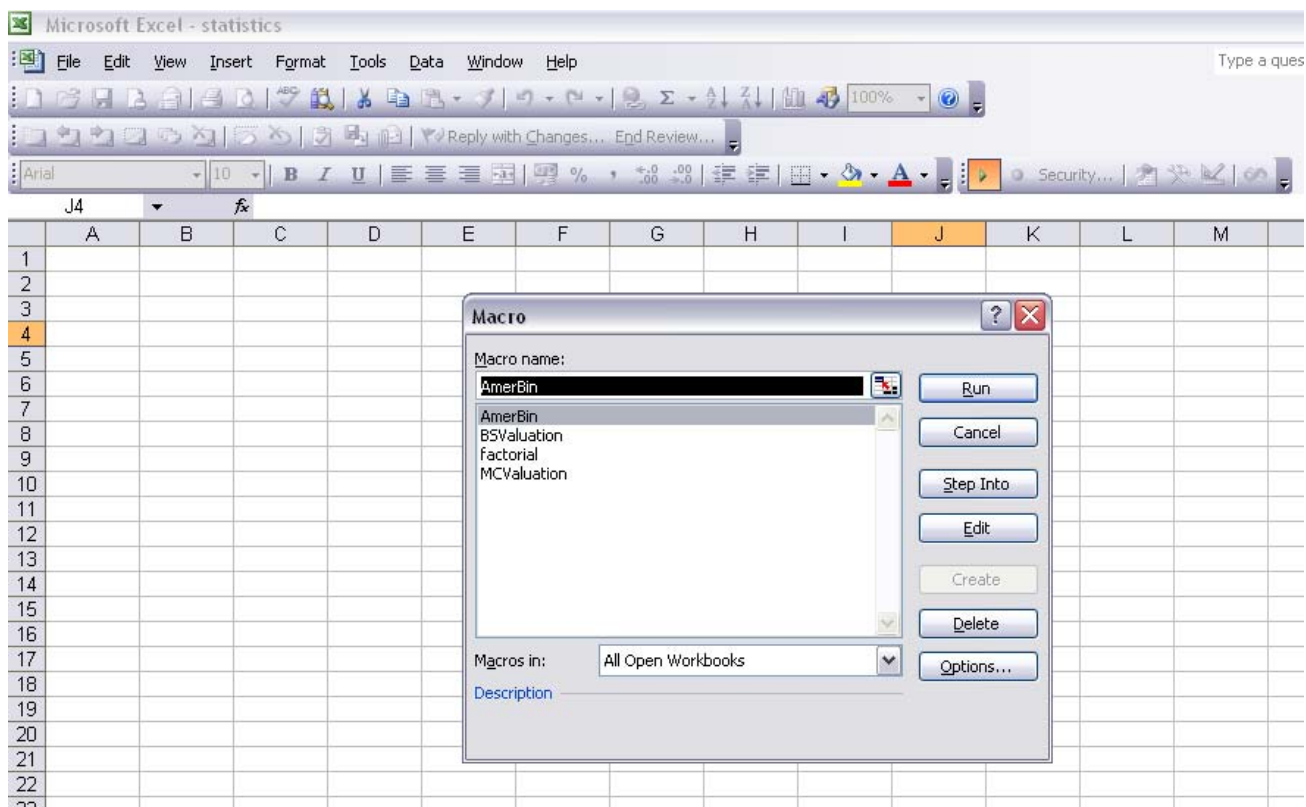 Microsoft Excel - statistics
File Edit View Insert Format Tools Data Window Help
Type a ques
100%
Reply with Changes... End Review...
Arial 10 B I U % , Security...
J4 fx
A B C D E F G H I J K L M
1
2
3
4
5
6
7
8
9
10
11
12
13
14
15
16
17
18
19
20
21
22
Macro
Macro name:
AmerBin
AmerBin
BSValuation
factorial
MCValuation
Run
Cancel
Step Into
Edit
Create
Delete
Options...
Macros in: All Open Workbooks
Description